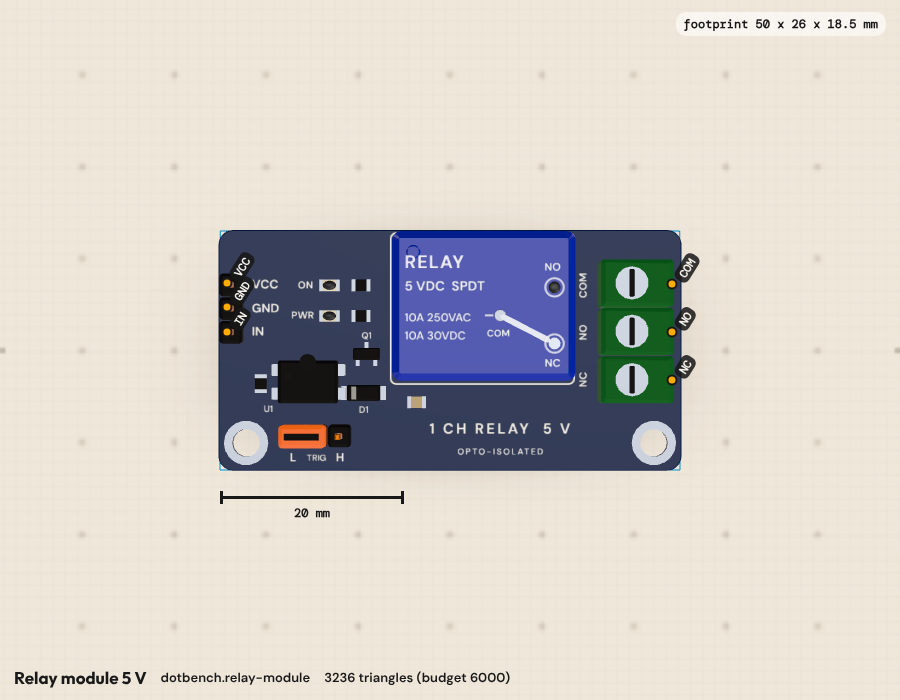 footprint 50 x 26 x 18.5 mm
VCC
GND
IN
VCC
GND
IN
ON
PWR
Q1
U1
D1
L TRIG H
RELAY
5 VDC SPDT
10A 250VAC
10A 30VDC
NO
COM
NC
COM
NO
NC
COM
NO
NC
1 CH RELAY 5 V
OPTO-ISOLATED
20 mm
Relay module 5 V dotbench.relay-module 3236 triangles (budget 6000)